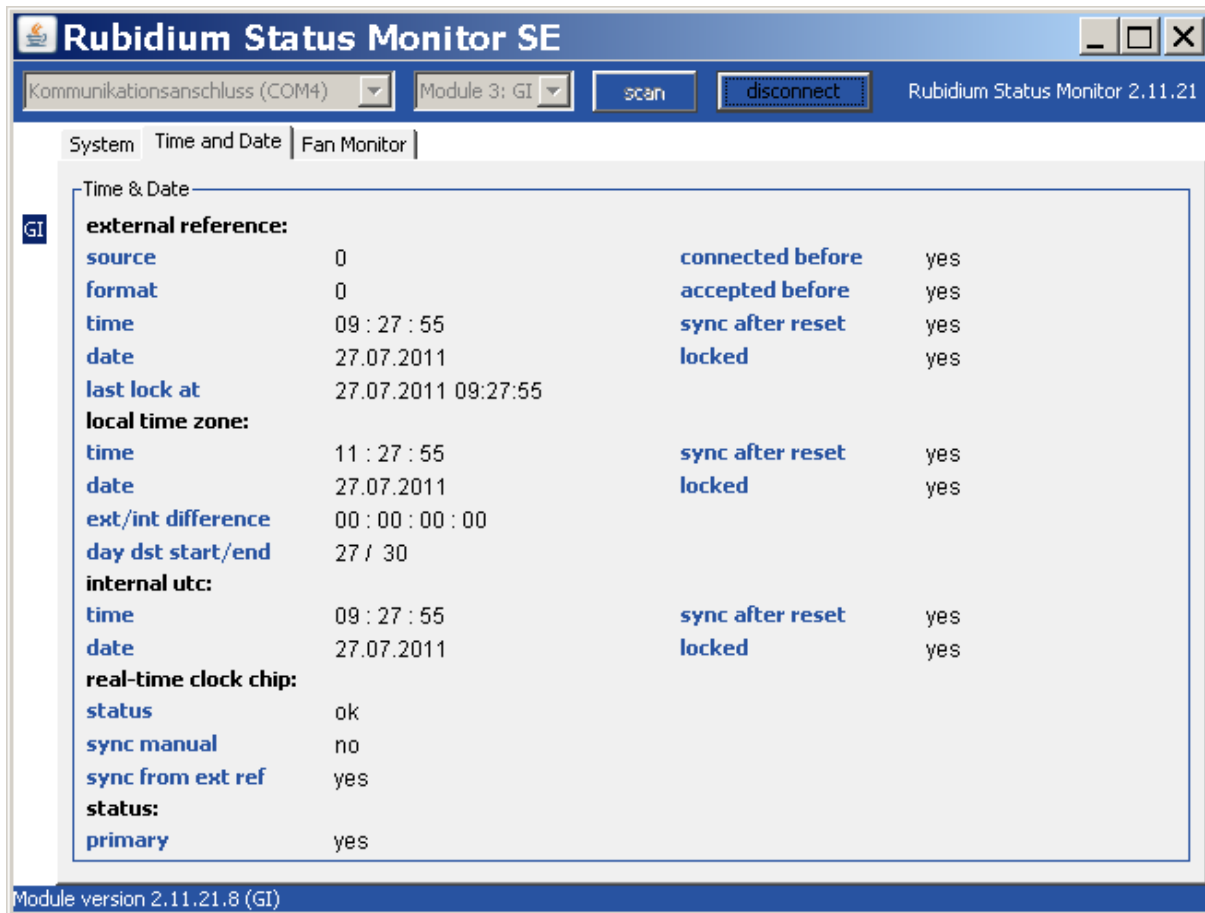 Rubidium Status Monitor SE
Kommunikationsanschluss (COM4) Module 3: GI scan disconnect Rubidium Status Monitor 2.11.21
System Time and Date Fan Monitor
Time & Date
GI
external reference:
source 0 connected before yes
format 0 accepted before yes
time 09 : 27 : 55 sync after reset yes
date 27.07.2011 locked yes
last lock at 27.07.2011 09:27:55
local time zone:
time 11 : 27 : 55 sync after reset yes
date 27.07.2011 locked yes
ext/int difference 00 : 00 : 00 : 00
day dst start/end 27 / 30
internal utc:
time 09 : 27 : 55 sync after reset yes
date 27.07.2011 locked yes
real-time clock chip:
status ok
sync manual no
sync from ext ref yes
status:
primary yes
Module version 2.11.21.8 (GI)